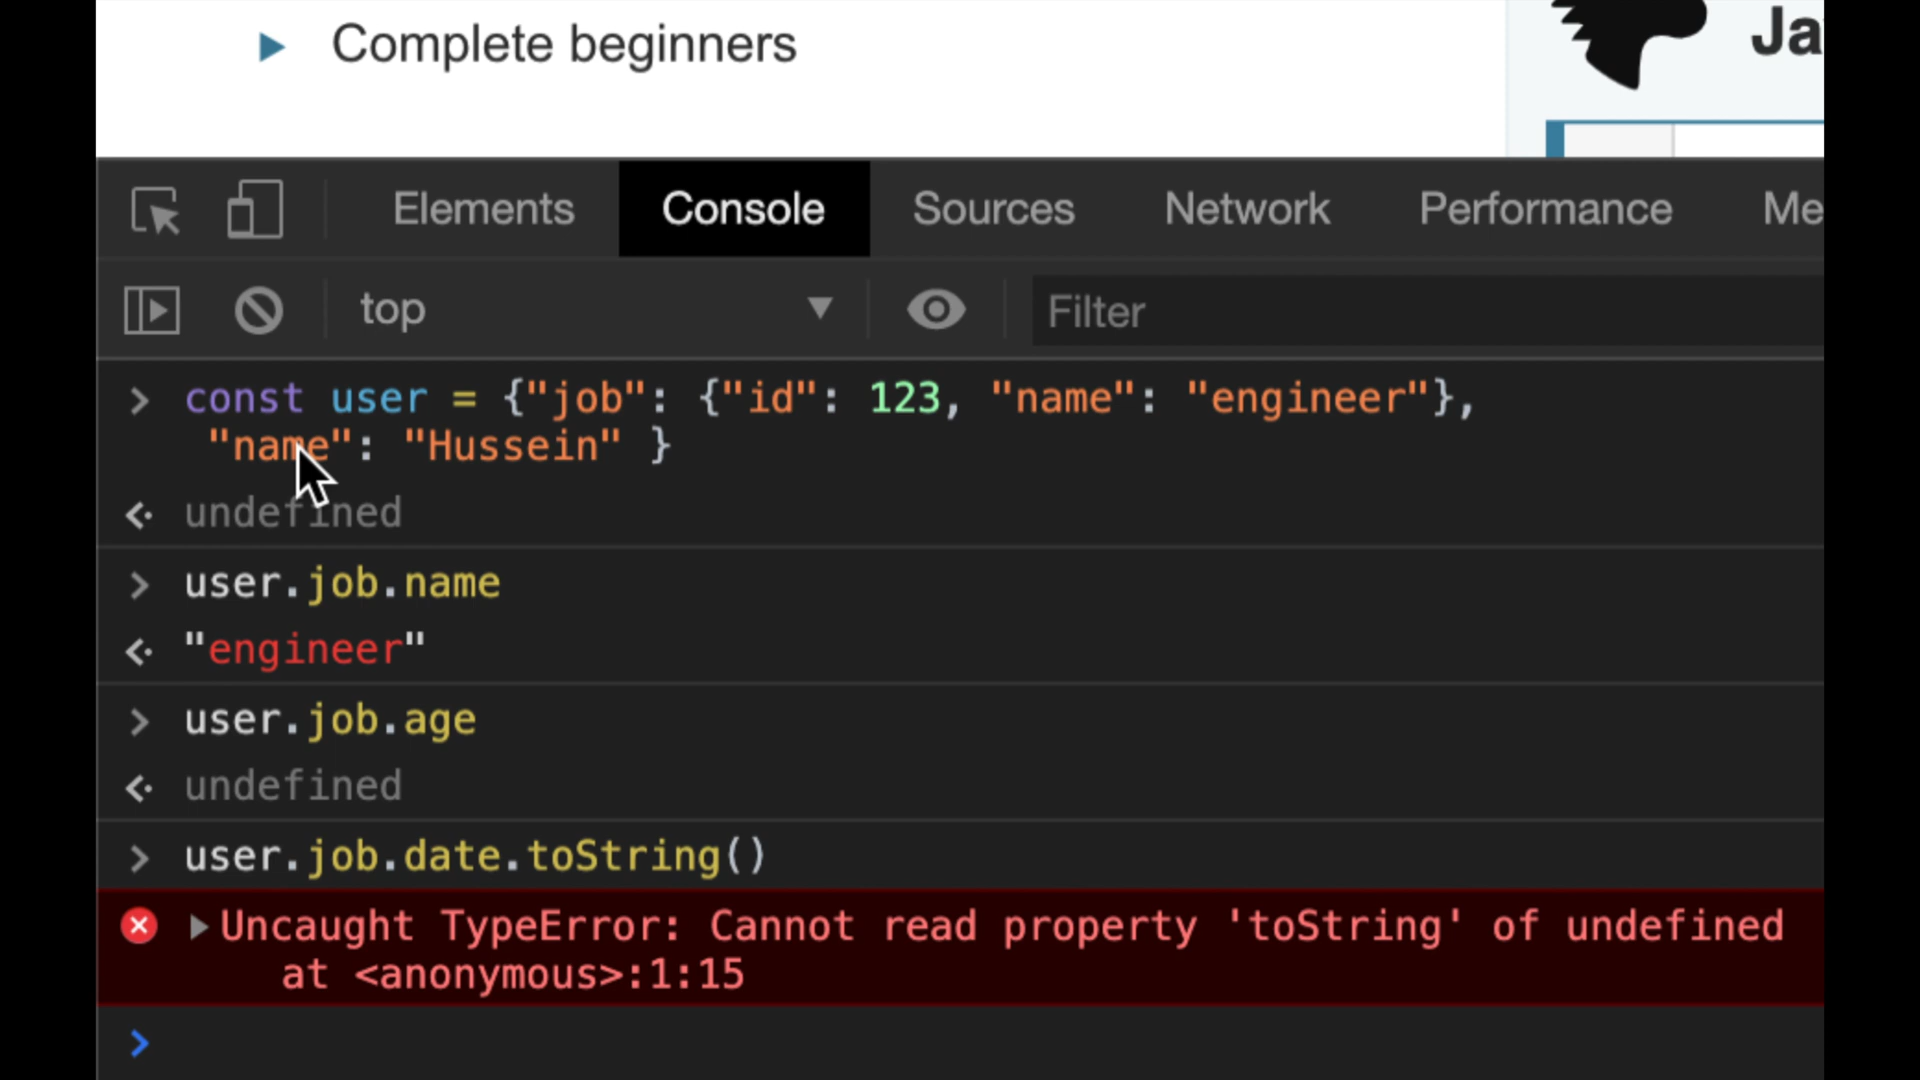 Complete beginners
Ja
Elements Console Sources Network Performance Me
top Filter
const user = {"job": {"id": 123, "name": "engineer"},
"name": "Hussein" }
undefined
user.job.name
"engineer"
user.job.age
undefined
user.job.date.toString()
Uncaught TypeError: Cannot read property 'toString' of undefined
at <anonymous>:1:15